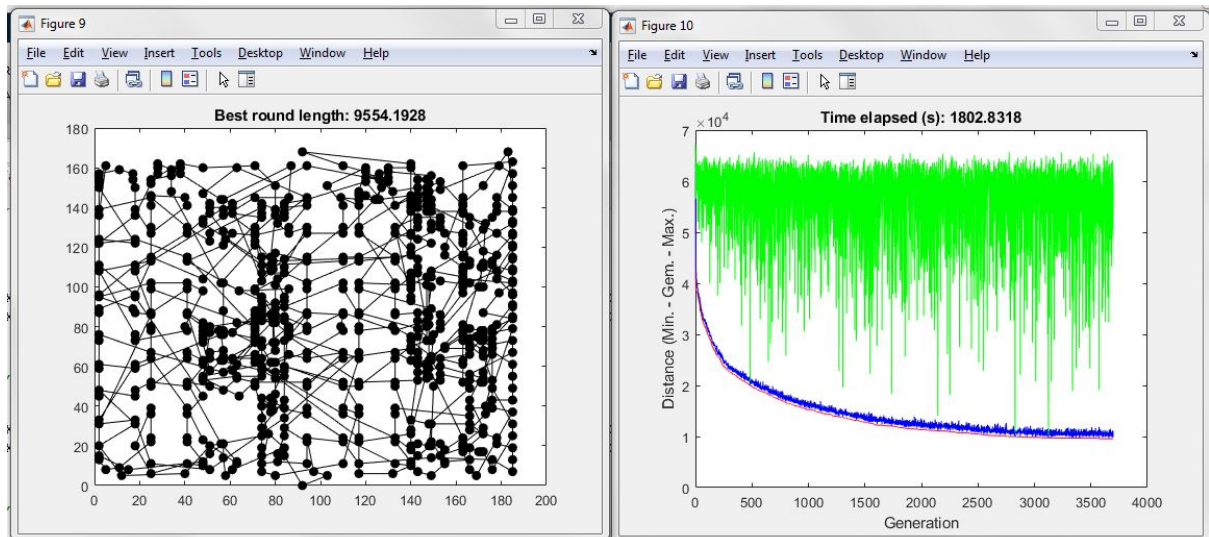 Figure 9
File Edit View Insert Tools Desktop Window Help
Best round length: 9554.1928
180
160
140
120
100
80
60
40
20
0
0 20 40 60 80 100 120 140 160 180 200
Figure 10
File Edit View Insert Tools Desktop Window Help
Time elapsed (s): 1802.8318
× 10⁴
7
6
5
4
3
2
1
0
Distance (Min. - Gem. - Max.)
0 500 1000 1500 2000 2500 3000 3500 4000
Generation